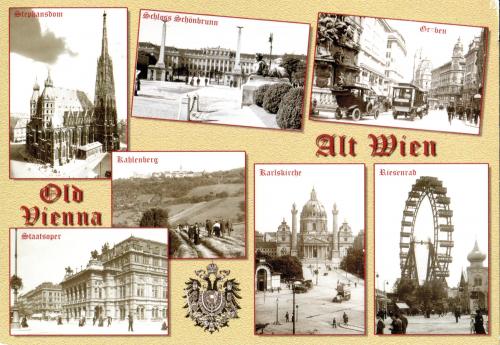 Stephansdom
Schloss Schönbrunn
Graben
Alt Wien
Kahlenberg
Karlskirche
Riesenrad
Old
Vienna
Staatsoper